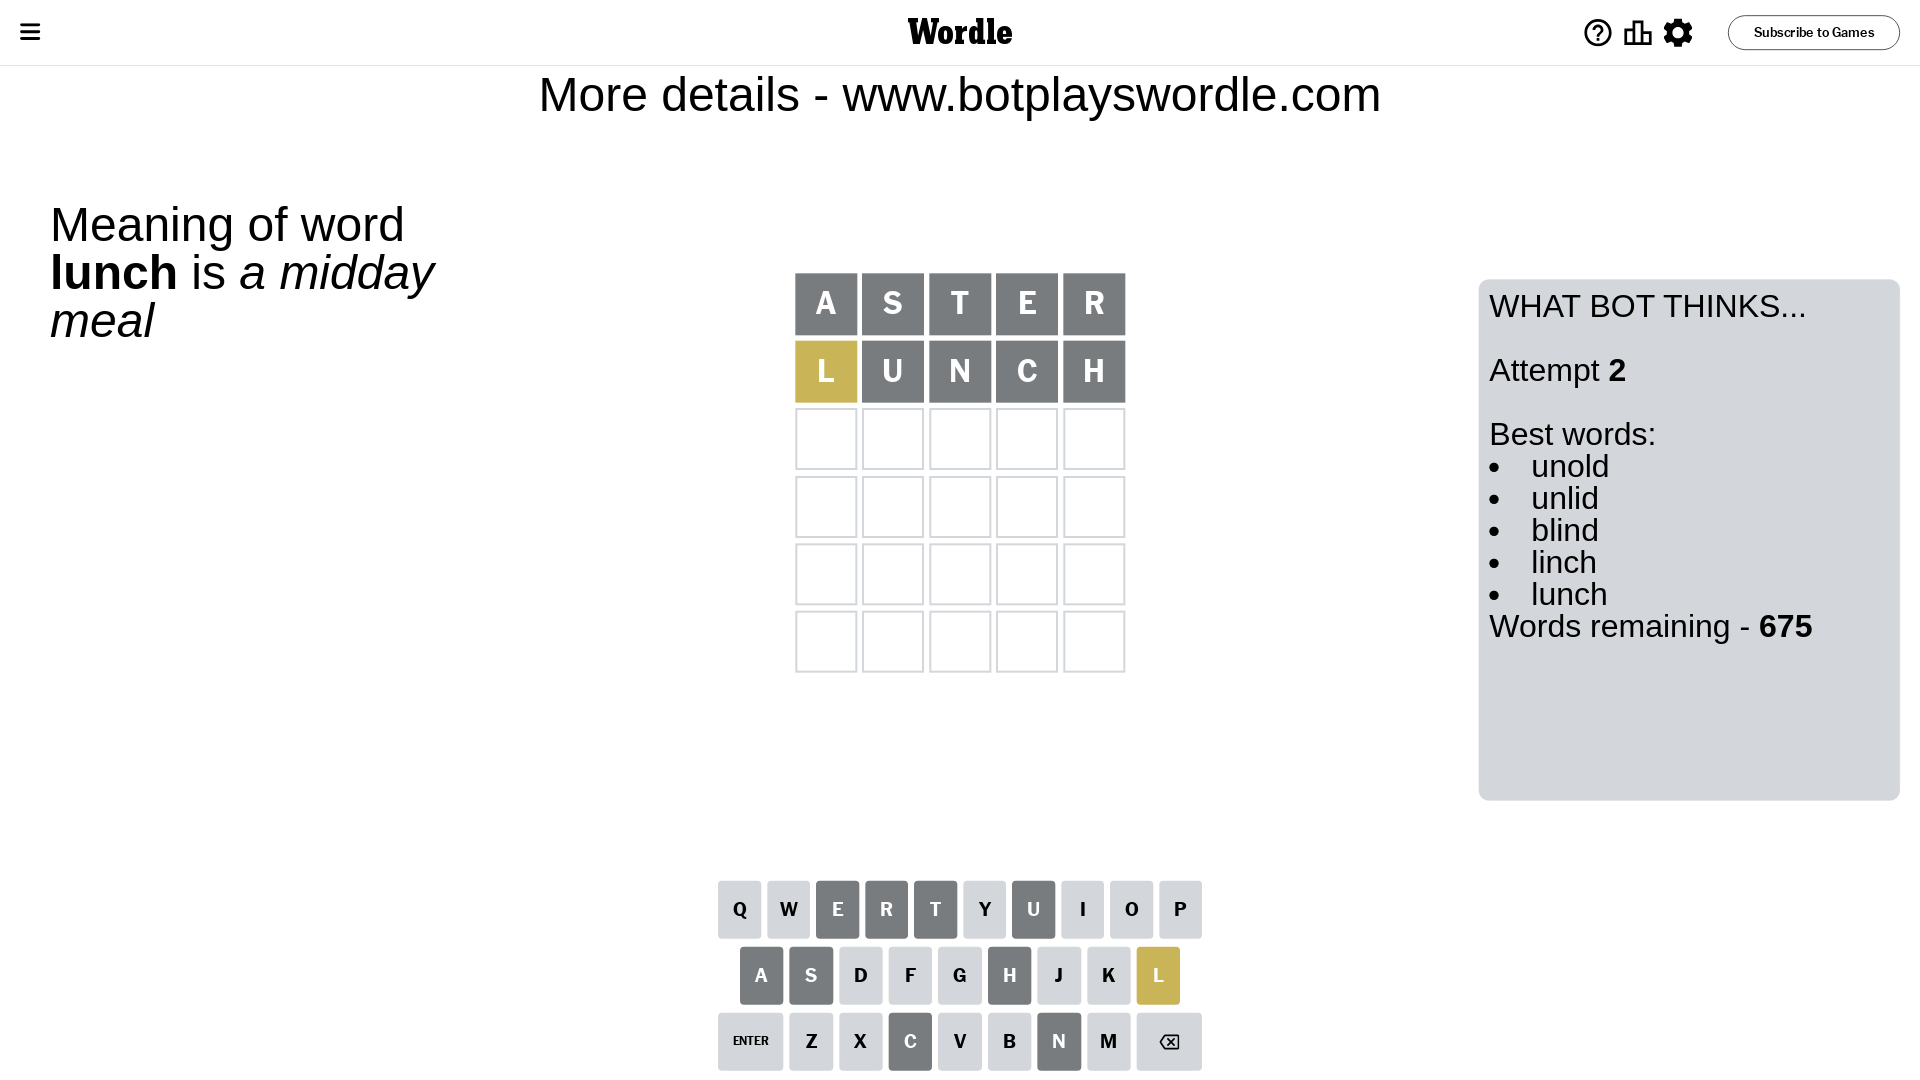 Wordle
Subscribe to Games
More details - www.botplayswordle.com
Meaning of word
lunch is a midday
meal
A S T E R
L U N C H
WHAT BOT THINKS...
Attempt 2
Best words:
• unold
• unlid
• blind
• linch
• lunch
Words remaining - 675
Q W E R T Y U I O P
A S D F G H J K L
ENTER Z X C V B N M